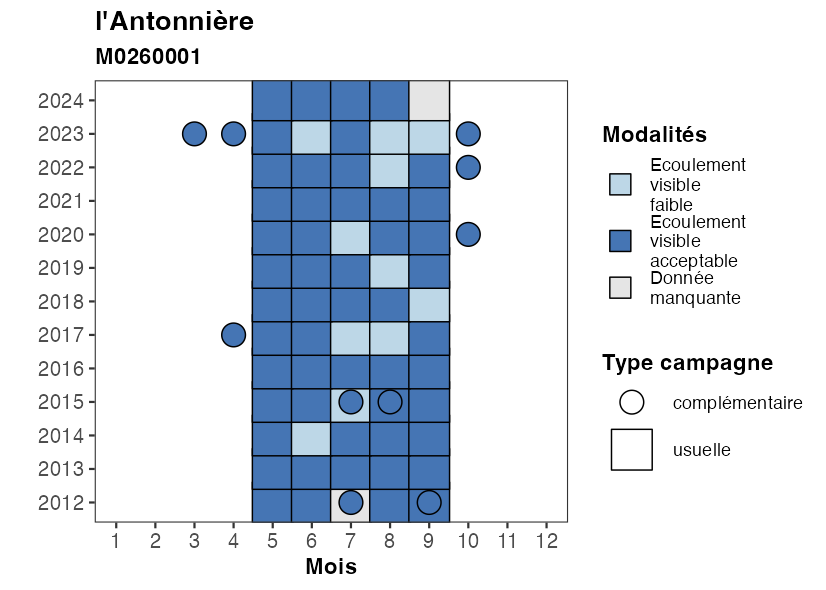 l'Antonnière
M0260001
2024
2023
2022
2021
2020
2019
2018
2017
2016
2015
2014
2013
2012
1 2 3 4 5 6 7 8 9 10 11 12
Mois
Modalités
Ecoulement
visible
faible
Ecoulement
visible
acceptable
Donnée
manquante
Type campagne
complémentaire
usuelle